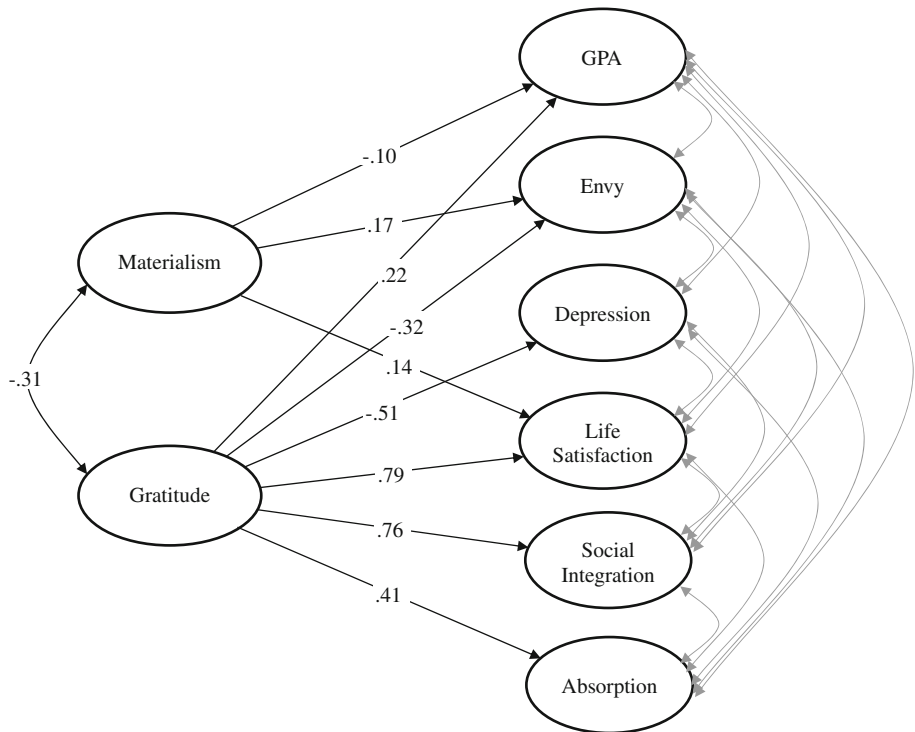 GPA
-.10
Envy
.17
Materialism
.22
Depression
-.32
.14
-.31
-.51
Life
Satisfaction
.79
Gratitude
.76
Social
Integration
.41
Absorption